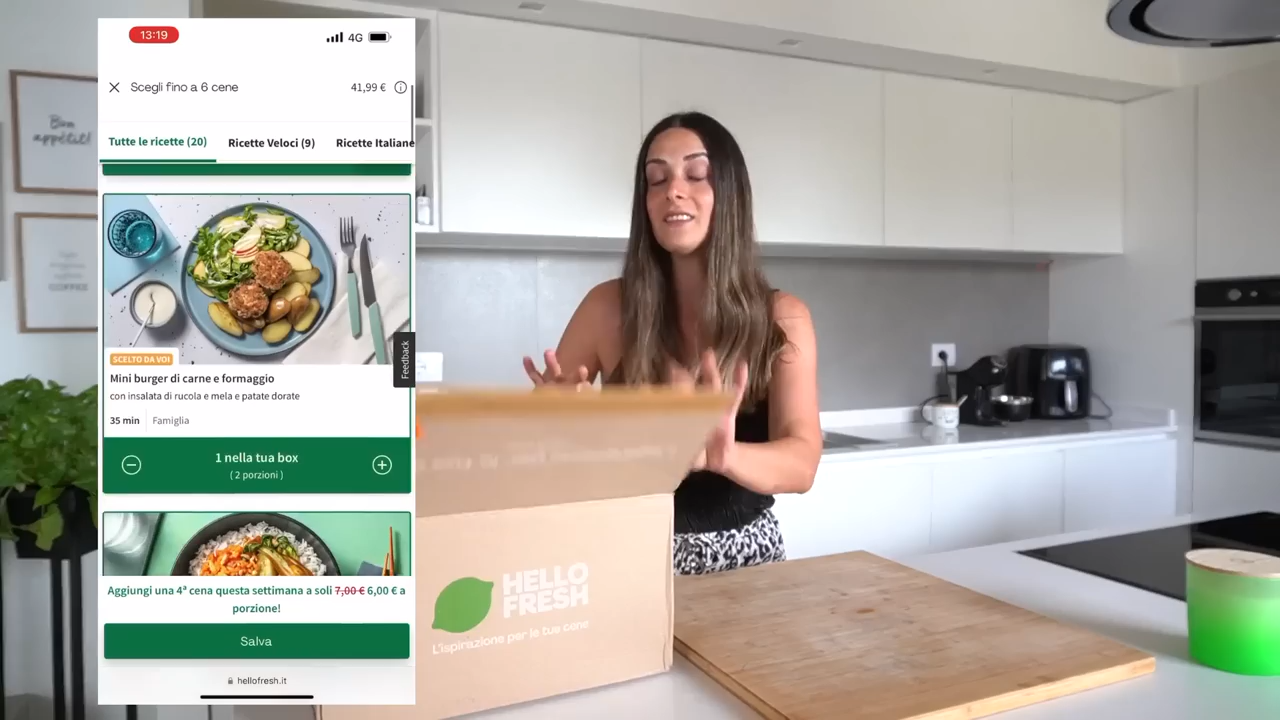 13:19
4G
Scegli fino a 6 cene
41,99 €
Tutte le ricette (20)
Ricette Veloci (9)
Ricette Italiane
SCELTO DA VOI
Mini burger di carne e formaggio
con insalata di rucola e mela e patate dorate
35 min
Famiglia
Feedback
1 nella tua box
( 2 porzioni )
Aggiungi una 4ª cena questa settimana a soli 7,00 € 6,00 € a
porzione!
Salva
hellofresh.it
Bon
appétit!
COFFEE
HELLO
FRESH
L'ispirazione per le tue cene